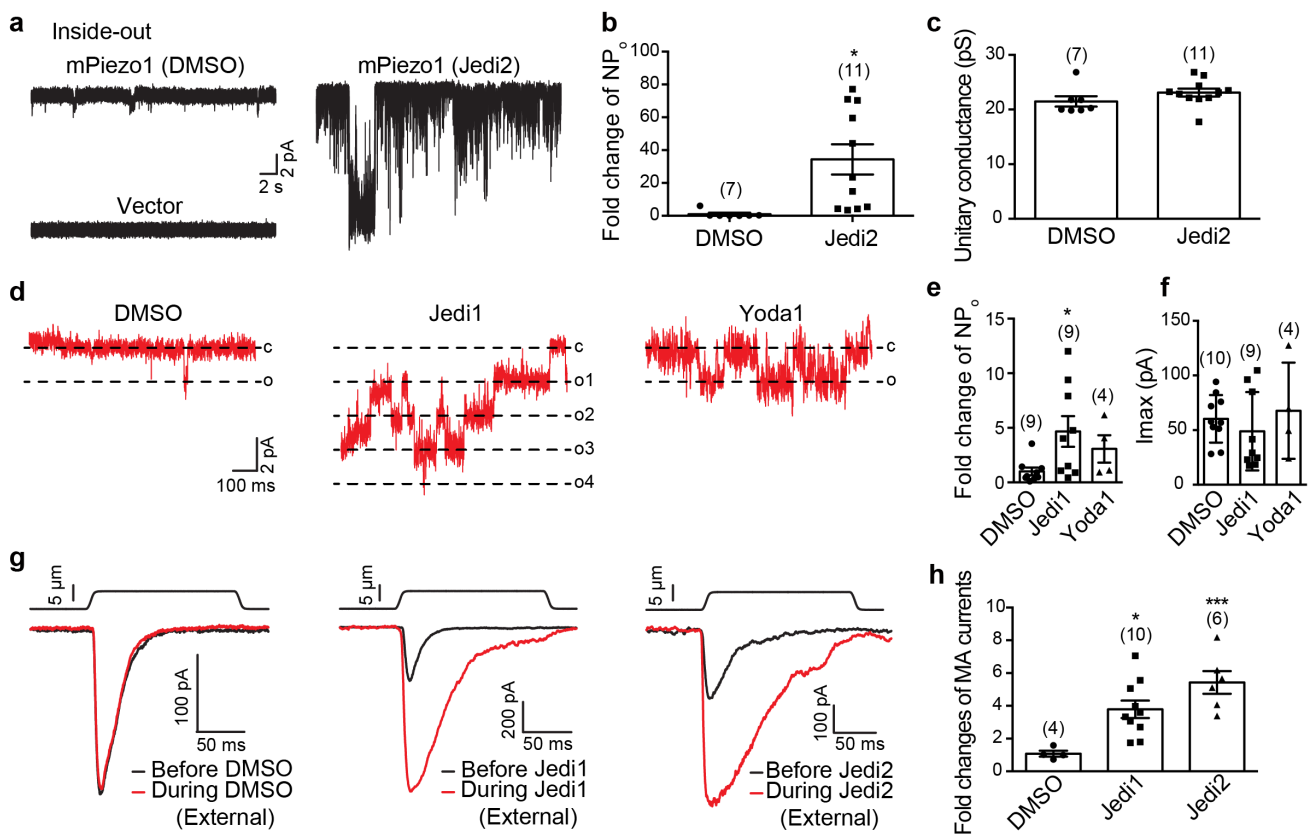 a
Inside-out
mPiezo1 (DMSO)
mPiezo1 (Jedi2)
2 pA
2 s
Vector
b
Fold change of NPo
100
80
60
40
20
0
(7)
*
(11)
DMSO
Jedi2
c
Unitary conductance (pS)
30
20
10
0
(7)
(11)
DMSO
Jedi2
d
DMSO
Jedi1
Yoda1
c
o
c
o1
o2
o3
o4
c
o
2 pA
100 ms
e
Fold change of NPo
15
10
5
0
(9)
*
(9)
(4)
DMSO
Jedi1
Yoda1
f
Imax (pA)
150
100
50
0
(10)
(9)
(4)
DMSO
Jedi1
Yoda1
g
5 µm
5 µm
5 µm
100 pA
50 ms
Before DMSO
During DMSO
(External)
200 pA
50 ms
Before Jedi1
During Jedi1
(External)
100 pA
50 ms
Before Jedi2
During Jedi2
(External)
h
Fold changes of MA currents
10
8
6
4
2
0
(4)
*
(10)
***
(6)
DMSO
Jedi1
Jedi2